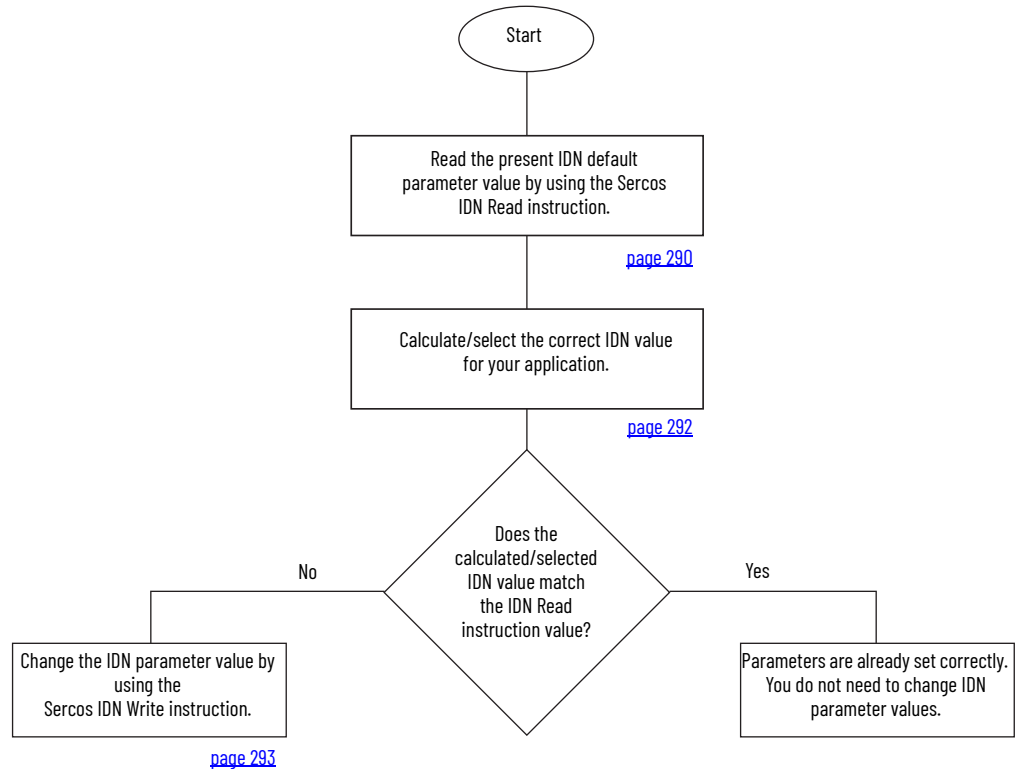 Start
Read the present IDN default
parameter value by using the Sercos
IDN Read instruction.
page 290
Calculate/select the correct IDN value
for your application.
page 292
Does the
calculated/selected
IDN value match
the IDN Read
instruction value?
No
Yes
Change the IDN parameter value by
using the
Sercos IDN Write instruction.
page 293
Parameters are already set correctly.
You do not need to change IDN
parameter values.